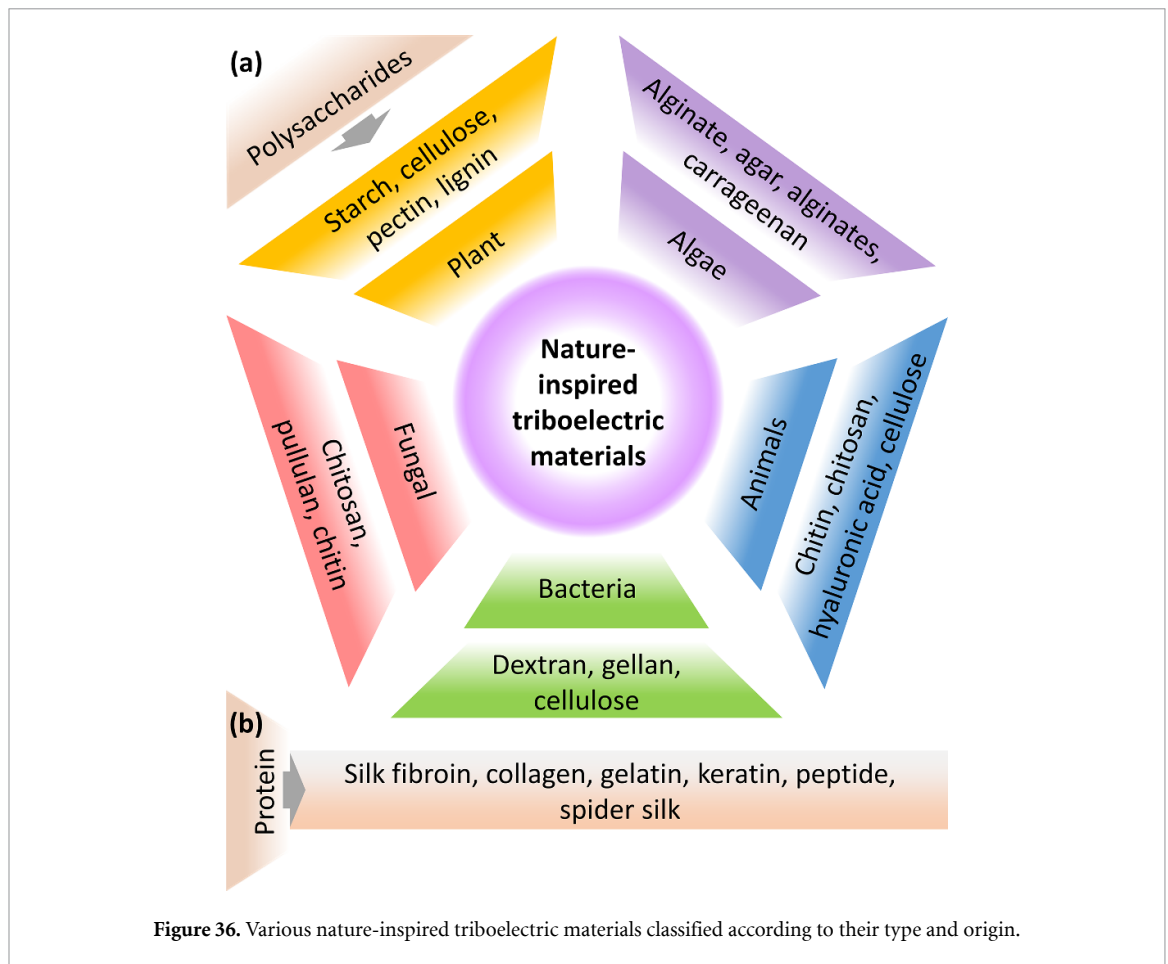 (a)
Polysaccharides
Starch, cellulose,
pectin, lignin
Plant
Alginate, agar, alginates,
carrageenan
Algae
Nature-
inspired
triboelectric
materials
Chitosan,
pullulan, chitin
Fungal
Animals
Chitin, chitosan,
hyaluronic acid, cellulose
Bacteria
Dextran, gellan,
cellulose
(b)
Protein
Silk fibroin, collagen, gelatin, keratin, peptide,
spider silk
Figure 36. Various nature-inspired triboelectric materials classified according to their type and origin.